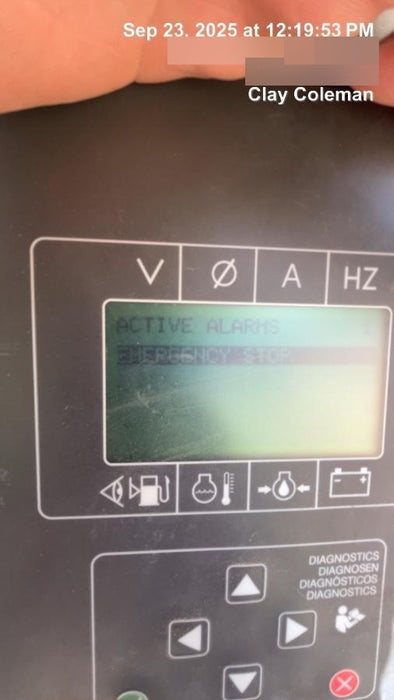 Sep 23. 2025 at 12:19:53 PM
Clay Coleman
V Ø A HZ
ACTIVE ALARMS
EMERGENCY STOP
DIAGNOSTICS
DIAGNOSEN
DIAGNÓSTICOS
DIAGNOSTICS